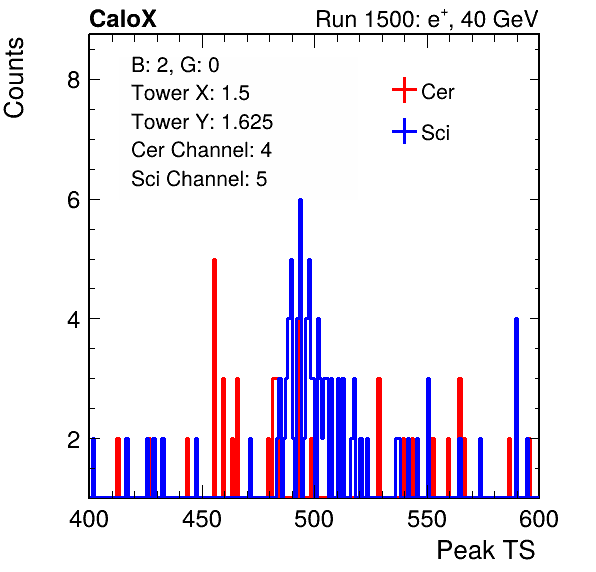 CaloX Run 1500: e⁺, 40 GeV
Counts
B: 2, G: 0
Tower X: 1.5
Tower Y: 1.625
Cer Channel: 4
Sci Channel: 5
Cer
Sci
8
6
4
2
400 450 500 550 600
Peak TS